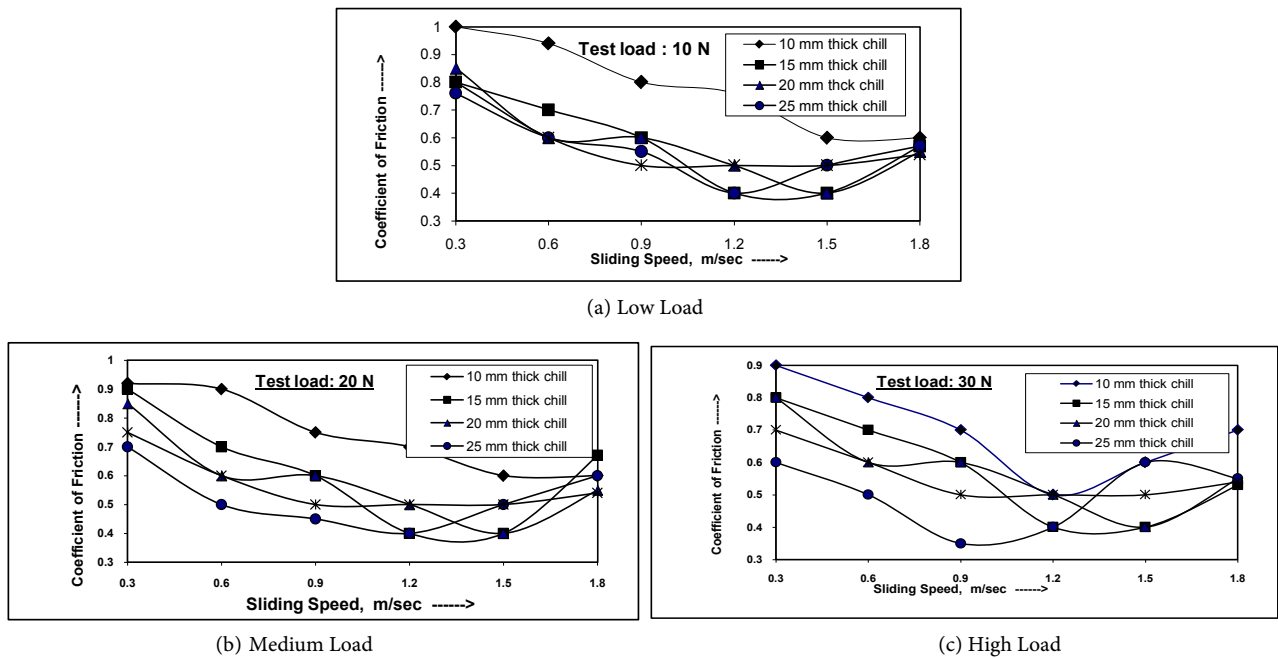 Test load : 10 N
10 mm thick chill
15 mm thick chill
20 mm thck chill
25 mm thck chill
Coefficient of Friction ----->
1
0.9
0.8
0.7
0.6
0.5
0.4
0.3
0.3 0.6 0.9 1.2 1.5 1.8
Sliding Speed, m/sec ------>
(a) Low Load
Test load: 20 N
10 mm thick chill
15 mm thick chill
20 mm thick chill
25 mm thick chill
Coefficient of Friction ------>
1
0.9
0.8
0.7
0.6
0.5
0.4
0.3
0.3 0.6 0.9 1.2 1.5 1.8
Sliding Speed, m/sec ------>
(b) Medium Load
Test load: 30 N
10 mm thick chill
15 mm thick chill
20 mm thick chill
25 mm thick chill
Coefficient of Friction ----->
0.9
0.8
0.7
0.6
0.5
0.4
0.3
0.3 0.6 0.9 1.2 1.5 1.8
Sliding Speed, m/sec ------>
(c) High Load